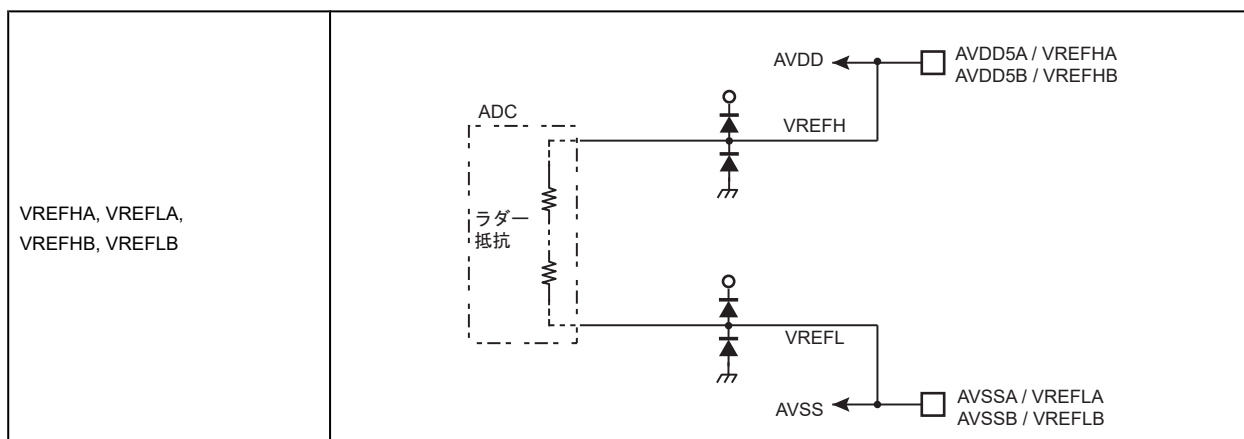 VREFHA, VREFLA,
VREFHB, VREFLB
AVDD
AVDD5A / VREFHA
AVDD5B / VREFHB
ADC
VREFH
ラダー
抵抗
VREFL
AVSS
AVSSA / VREFLA
AVSSB / VREFLB